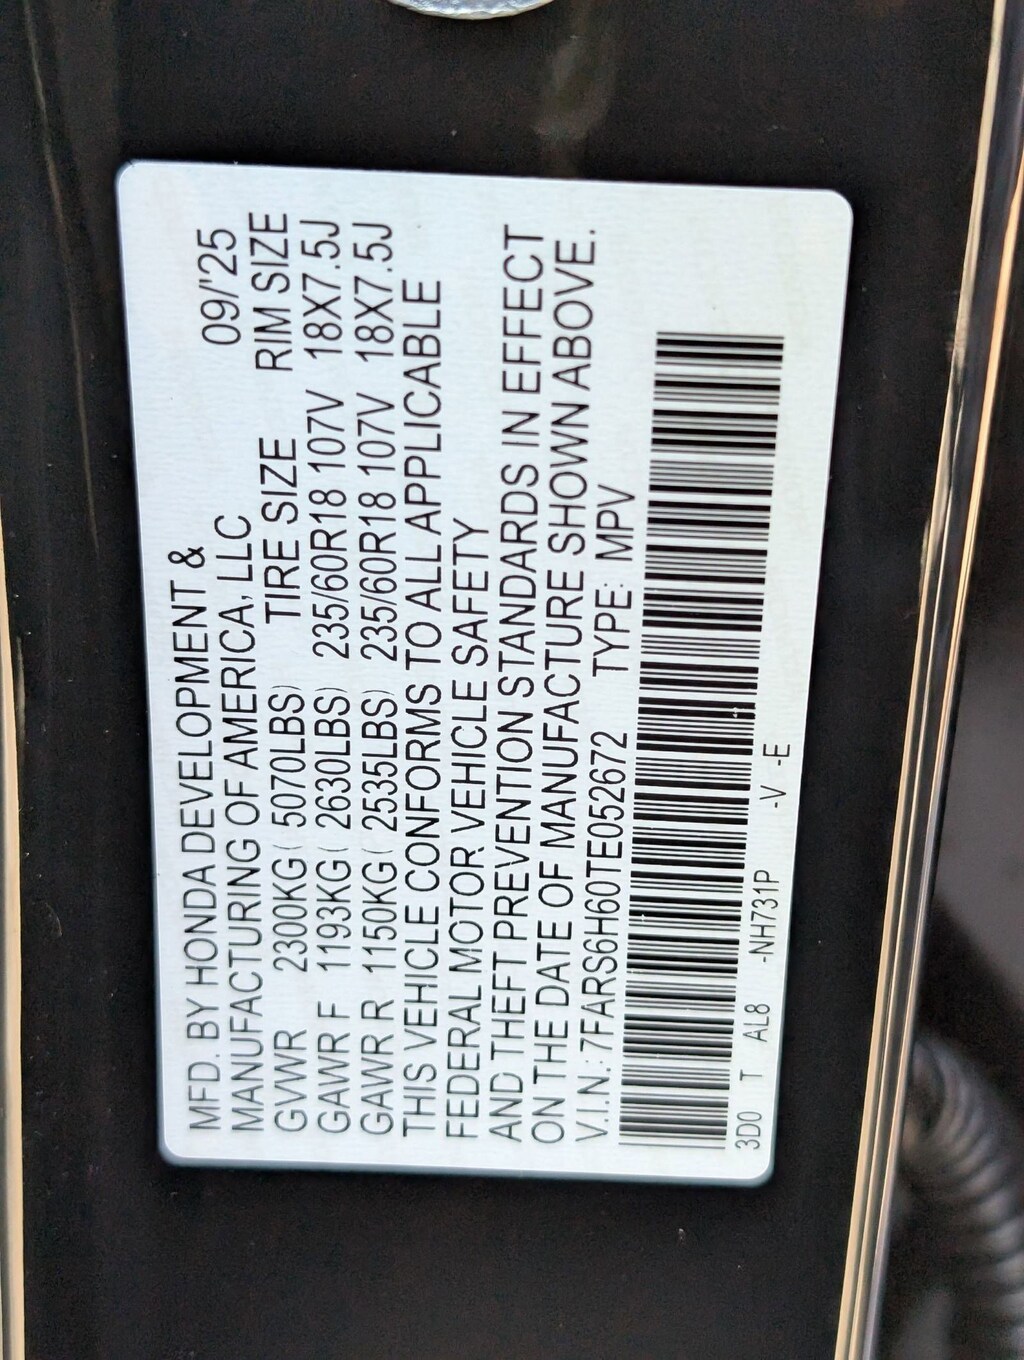 MFD. BY HONDA DEVELOPMENT &
MANUFACTURING OF AMERICA, LLC 09/'25
GVWR 2300KG( 5070LBS) TIRE SIZE RIM SIZE
GAWR F 1193KG( 2630LBS) 235/60R18 107V 18X7.5J
GAWR R 1150KG( 2535LBS) 235/60R18 107V 18X7.5J
THIS VEHICLE CONFORMS TO ALL APPLICABLE
FEDERAL MOTOR VEHICLE SAFETY
AND THEFT PREVENTION STANDARDS IN EFFECT
ON THE DATE OF MANUFACTURE SHOWN ABOVE.
V.I.N.: 7FARS6H60TE052672 TYPE: MPV
3D0 T AL8 -NH731P -V -E